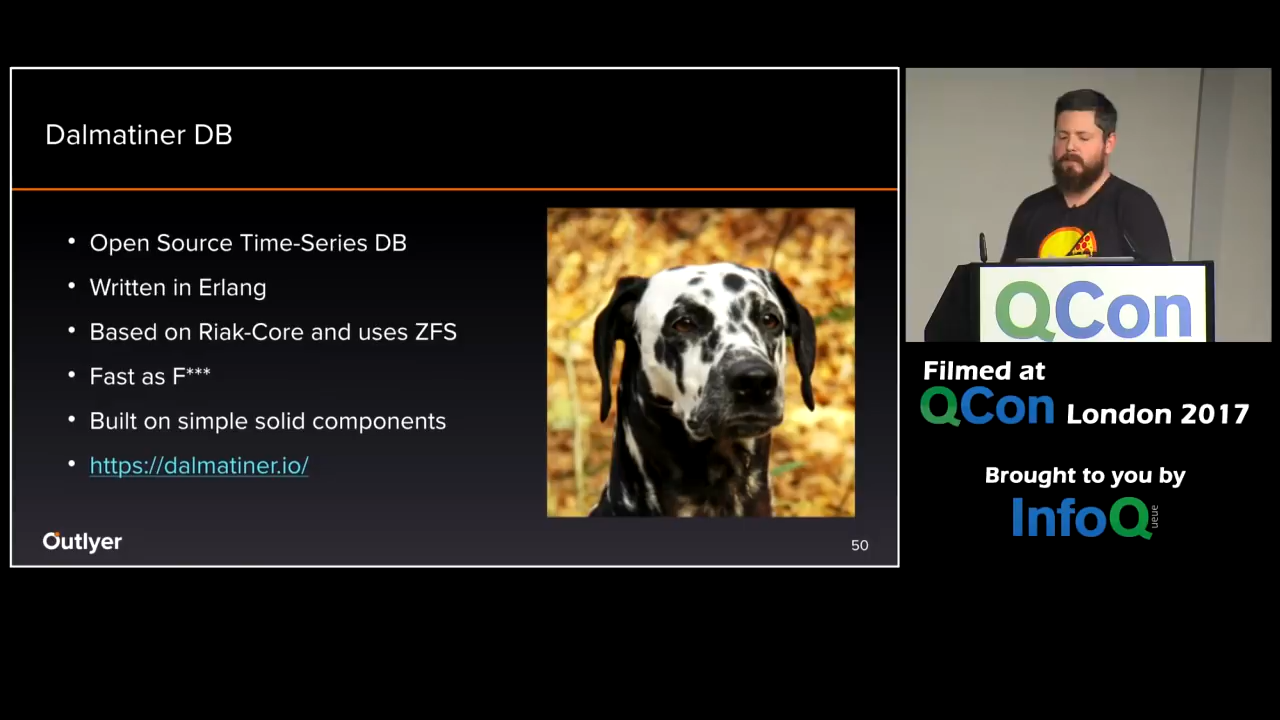 Dalmatiner DB
• Open Source Time-Series DB
• Written in Erlang
• Based on Riak-Core and uses ZFS
• Fast as F***
• Built on simple solid components
• https://dalmatiner.io/
Outlyer
50
QCon
Filmed at
QCon London 2017
Brought to you by
InfoQ
ueue